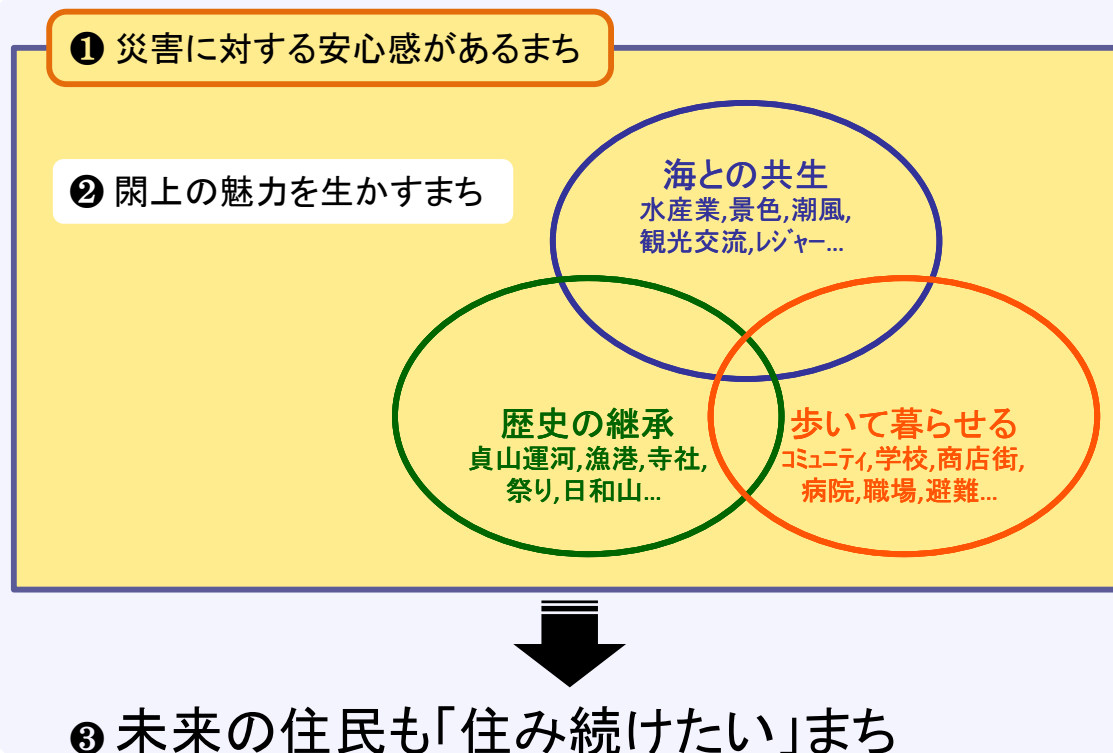 ❶ 災害に対する安心感があるまち
❷ 閖上の魅力を生かすまち
海との共生
水産業,景色,潮風,
観光交流,ﾚｼﾞｬｰ...
歴史の継承
貞山運河,漁港,寺社,
祭り,日和山...
歩いて暮らせる
ｺﾐｭﾆﾃｨ,学校,商店街,
病院,職場,避難...
❸ 未来の住民も「住み続けたい」まち